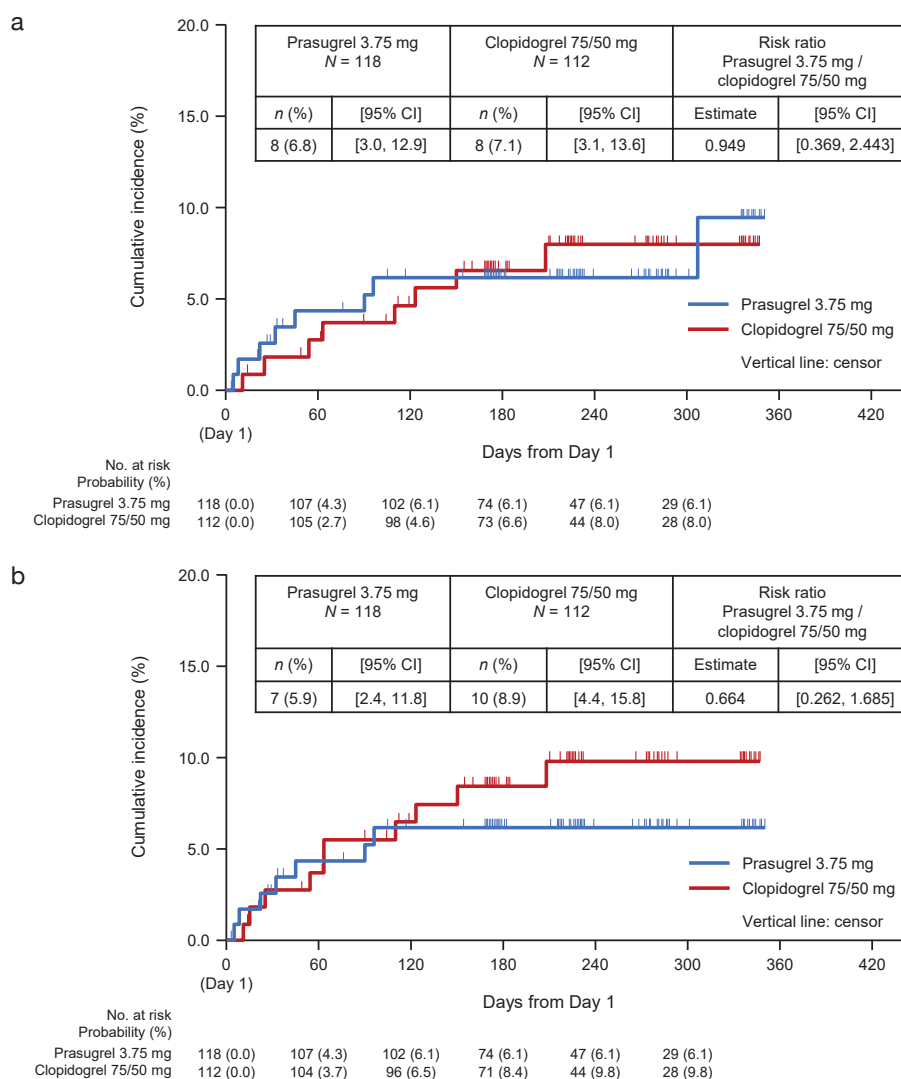 a
20.0
15.0
10.0
5.0
0.0
Cumulative incidence (%)
Prasugrel 3.75 mg
N = 118
Clopidogrel 75/50 mg
N = 112
Risk ratio
Prasugrel 3.75 mg /
clopidogrel 75/50 mg
n (%) [95% CI] n (%) [95% CI] Estimate [95% CI]
8 (6.8) [3.0, 12.9] 8 (7.1) [3.1, 13.6] 0.949 [0.369, 2.443]
Prasugrel 3.75 mg
Clopidogrel 75/50 mg
Vertical line: censor
0 60 120 180 240 300 360 420
(Day 1)
Days from Day 1
No. at risk
Probability (%)
Prasugrel 3.75 mg 118 (0.0) 107 (4.3) 102 (6.1) 74 (6.1) 47 (6.1) 29 (6.1)
Clopidogrel 75/50 mg 112 (0.0) 105 (2.7) 98 (4.6) 73 (6.6) 44 (8.0) 28 (8.0)
b
20.0
15.0
10.0
5.0
0.0
Cumulative incidence (%)
Prasugrel 3.75 mg
N = 118
Clopidogrel 75/50 mg
N = 112
Risk ratio
Prasugrel 3.75 mg /
clopidogrel 75/50 mg
n (%) [95% CI] n (%) [95% CI] Estimate [95% CI]
7 (5.9) [2.4, 11.8] 10 (8.9) [4.4, 15.8] 0.664 [0.262, 1.685]
Prasugrel 3.75 mg
Clopidogrel 75/50 mg
Vertical line: censor
0 60 120 180 240 300 360 420
(Day 1)
Days from Day 1
No. at risk
Probability (%)
Prasugrel 3.75 mg 118 (0.0) 107 (4.3) 102 (6.1) 74 (6.1) 47 (6.1) 29 (6.1)
Clopidogrel 75/50 mg 112 (0.0) 104 (3.7) 96 (6.5) 71 (8.4) 44 (9.8) 28 (9.8)